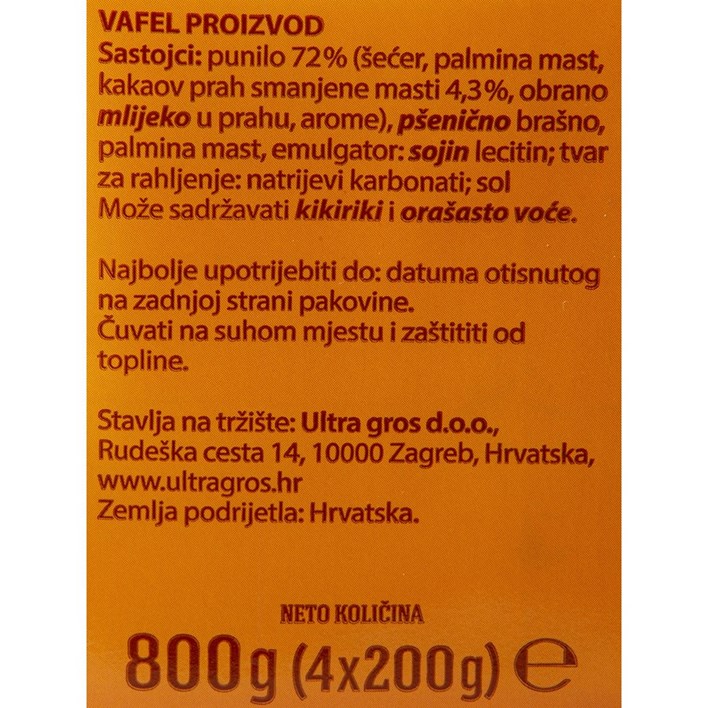 VAFEL PROIZVOD
Sastojci: punilo 72% (šećer, palmina mast,
kakaov prah smanjene masti 4,3%, obrano
mlijeko u prahu, arome), pšenično brašno,
palmina mast, emulgator: sojin lecitin; tvar
za rahljenje: natrijevi karbonati; sol
Može sadržavati kikiriki i orašasto voće.
Najbolje upotrijebiti do: datuma otisnutog
na zadnjoj strani pakovine.
Čuvati na suhom mjestu i zaštititi od
topline.
Stavlja na tržište: Ultra gros d.o.o.,
Rudeška cesta 14, 10000 Zagreb, Hrvatska,
www.ultragros.hr
Zemlja podrijetla: Hrvatska.
NETO KOLIČINA
800g (4x200g) ℮